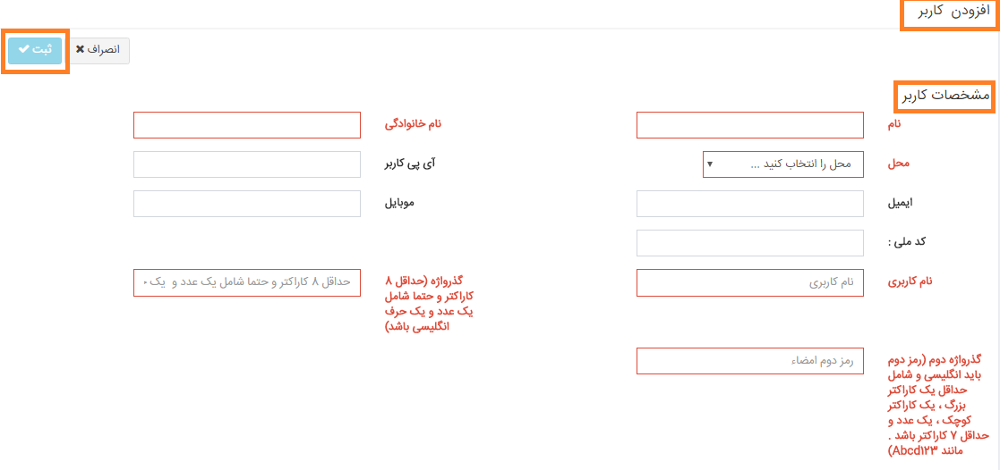 افزودن کاربر
انصراف ✖
ثبت ✔
مشخصات کاربر
نام
نام خانوادگی
محل
محل را انتخاب کنید ...
آی پی کاربر
ایمیل
موبایل
کد ملی :
نام کاربری
نام کاربری
گذرواژه (حداقل ۸
کاراکتر و حتما شامل
یک عدد و یک حرف
انگلیسی باشد)
حداقل ۸ کاراکتر و حتما شامل یک عدد و یک
گذرواژه دوم (رمز دوم
باید انگلیسی و شامل
حداقل یک کاراکتر
بزرگ ، یک کاراکتر
کوچک ، یک عدد و
حداقل ۷ کاراکتر باشد .
مانند Abcd۱۲۳)
رمز دوم امضاء